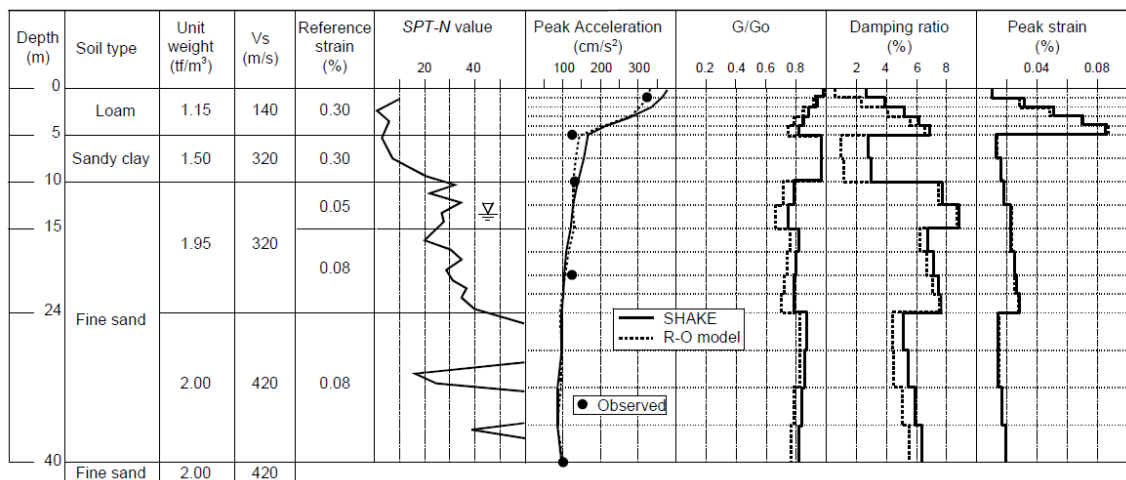 Depth (m)
Soil type
Unit weight (tf/m³)
Vs (m/s)
Reference strain (%)
SPT-N value
20 40
Peak Acceleration (cm/s²)
100 200 300
G/Go
0.2 0.4 0.6 0.8
Damping ratio (%)
2 6 10
Peak strain (%)
0.04 0.08
0
Loam 1.15 140 0.30
5
Sandy clay 1.50 320 0.30
10
0.05
15
1.95 320
0.08
24
Fine sand
SHAKE
R-O model
2.00 420 0.08
Observed
40
Fine sand 2.00 420